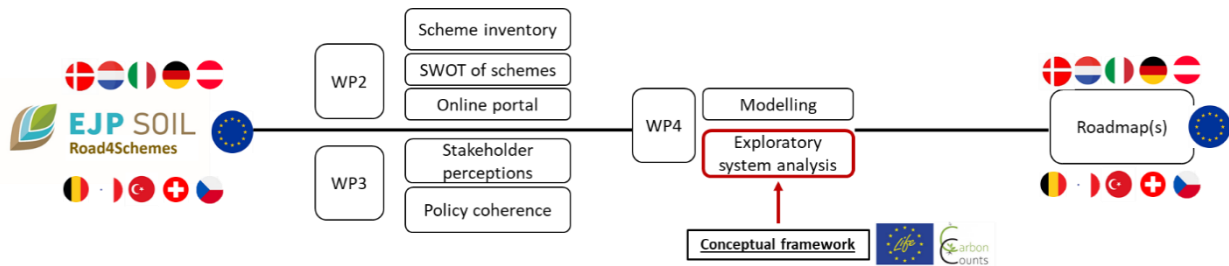 EJP SOIL
Road4Schemes
WP2
Scheme inventory
SWOT of schemes
Online portal
WP3
Stakeholder
perceptions
Policy coherence
WP4
Modelling
Exploratory
system analysis
Conceptual framework
Life
Carbon
Counts
Roadmap(s)